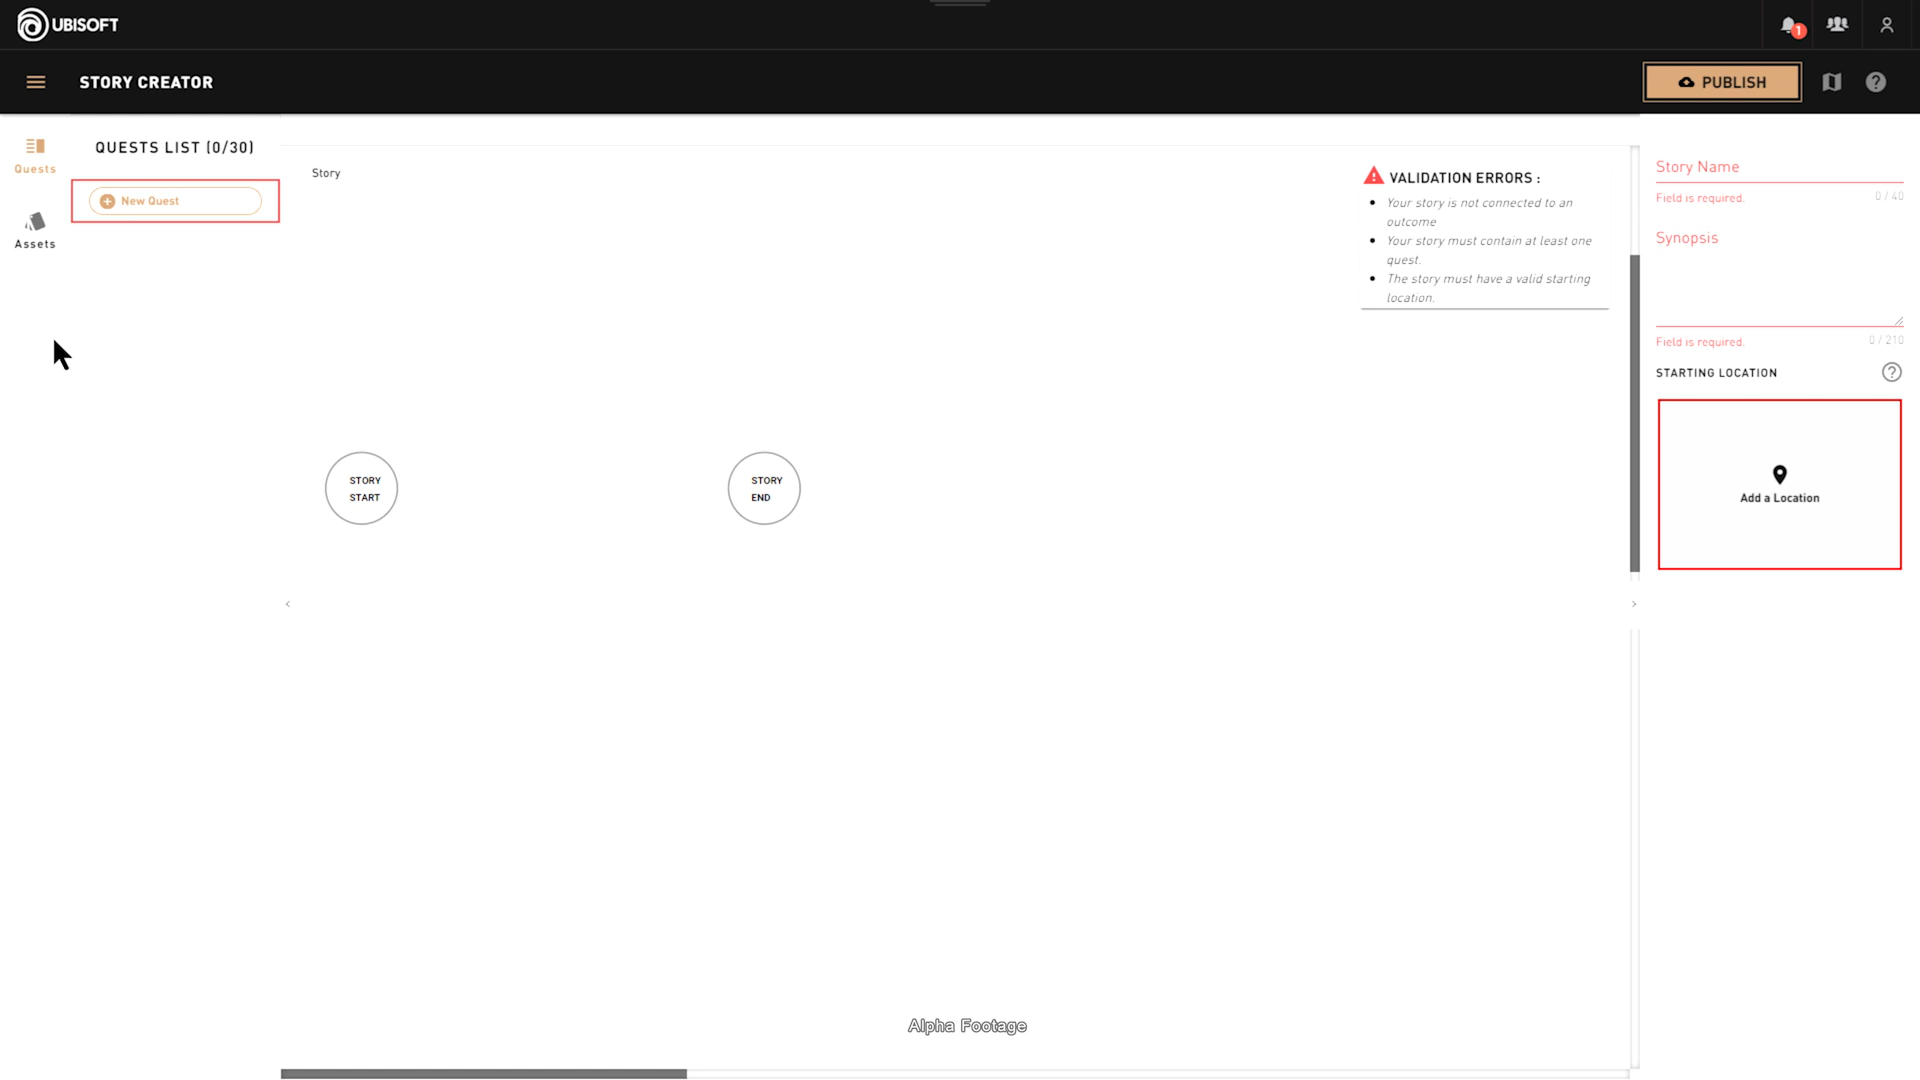 UBISOFT
1
STORY CREATOR
PUBLISH
Quests
Assets
QUESTS LIST (0/30)
New Quest
Story
VALIDATION ERRORS :
Your story is not connected to an
outcome
Your story must contain at least one
quest.
The story must have a valid starting
location.
STORY
START
STORY
END
Story Name
Field is required.
0 / 40
Synopsis
Field is required.
0 / 210
STARTING LOCATION
?
Add a Location
Alpha Footage